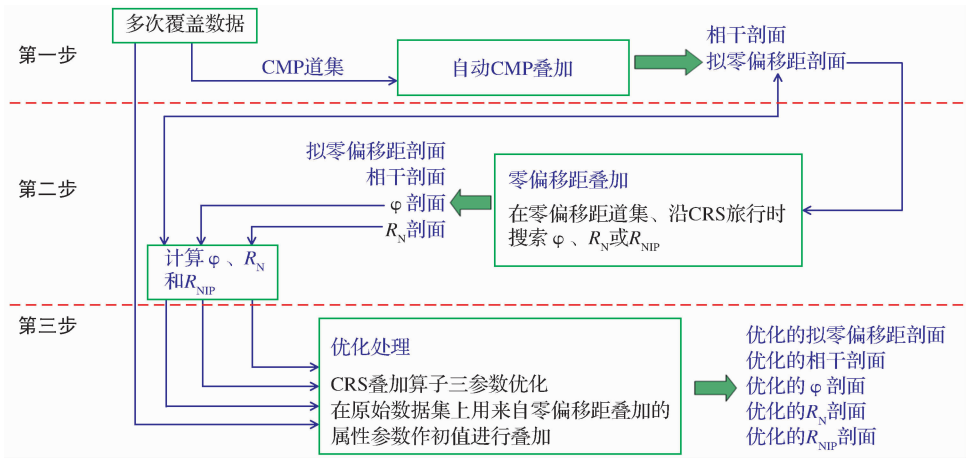 多次覆盖数据
第一步
CMP道集
自动CMP叠加
相干剖面
拟零偏移距剖面
第二步
拟零偏移距剖面
相干剖面
φ剖面
R_N剖面
零偏移距叠加
在零偏移距道集、沿CRS旅行时
搜索φ、R_N或R_NIP
计算φ、R_N
和R_NIP
第三步
优化处理
CRS叠加算子三参数优化
在原始数据集上用来自零偏移距叠加的
属性参数作初值进行叠加
优化的拟零偏移距剖面
优化的相干剖面
优化的φ剖面
优化的R_N剖面
优化的R_NIP剖面